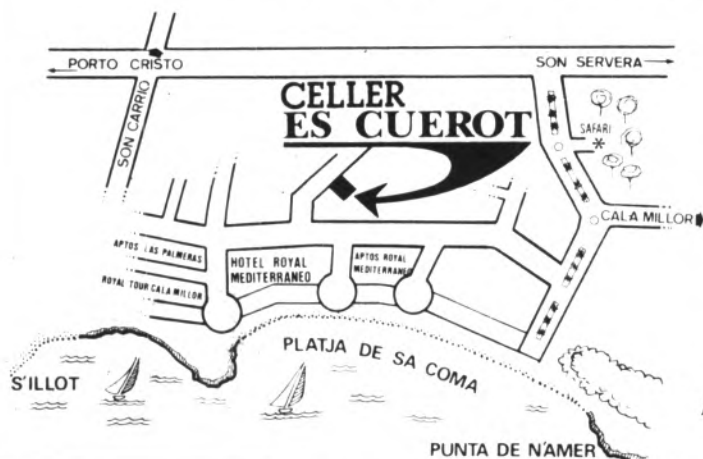 PORTO CRISTO
SON SERVERA
SON CARRIO
CELLER
ES CUEROT
SAFARI
CALA MILLOR
APTOS LAS PALMERAS
HOTEL ROYAL
MEDITERRANEO
APTOS ROYAL
MEDITERRANEO
ROYAL TOUR CALA MILLOR
PLATJA DE SA COMA
S'ILLOT
PUNTA DE N'AMER